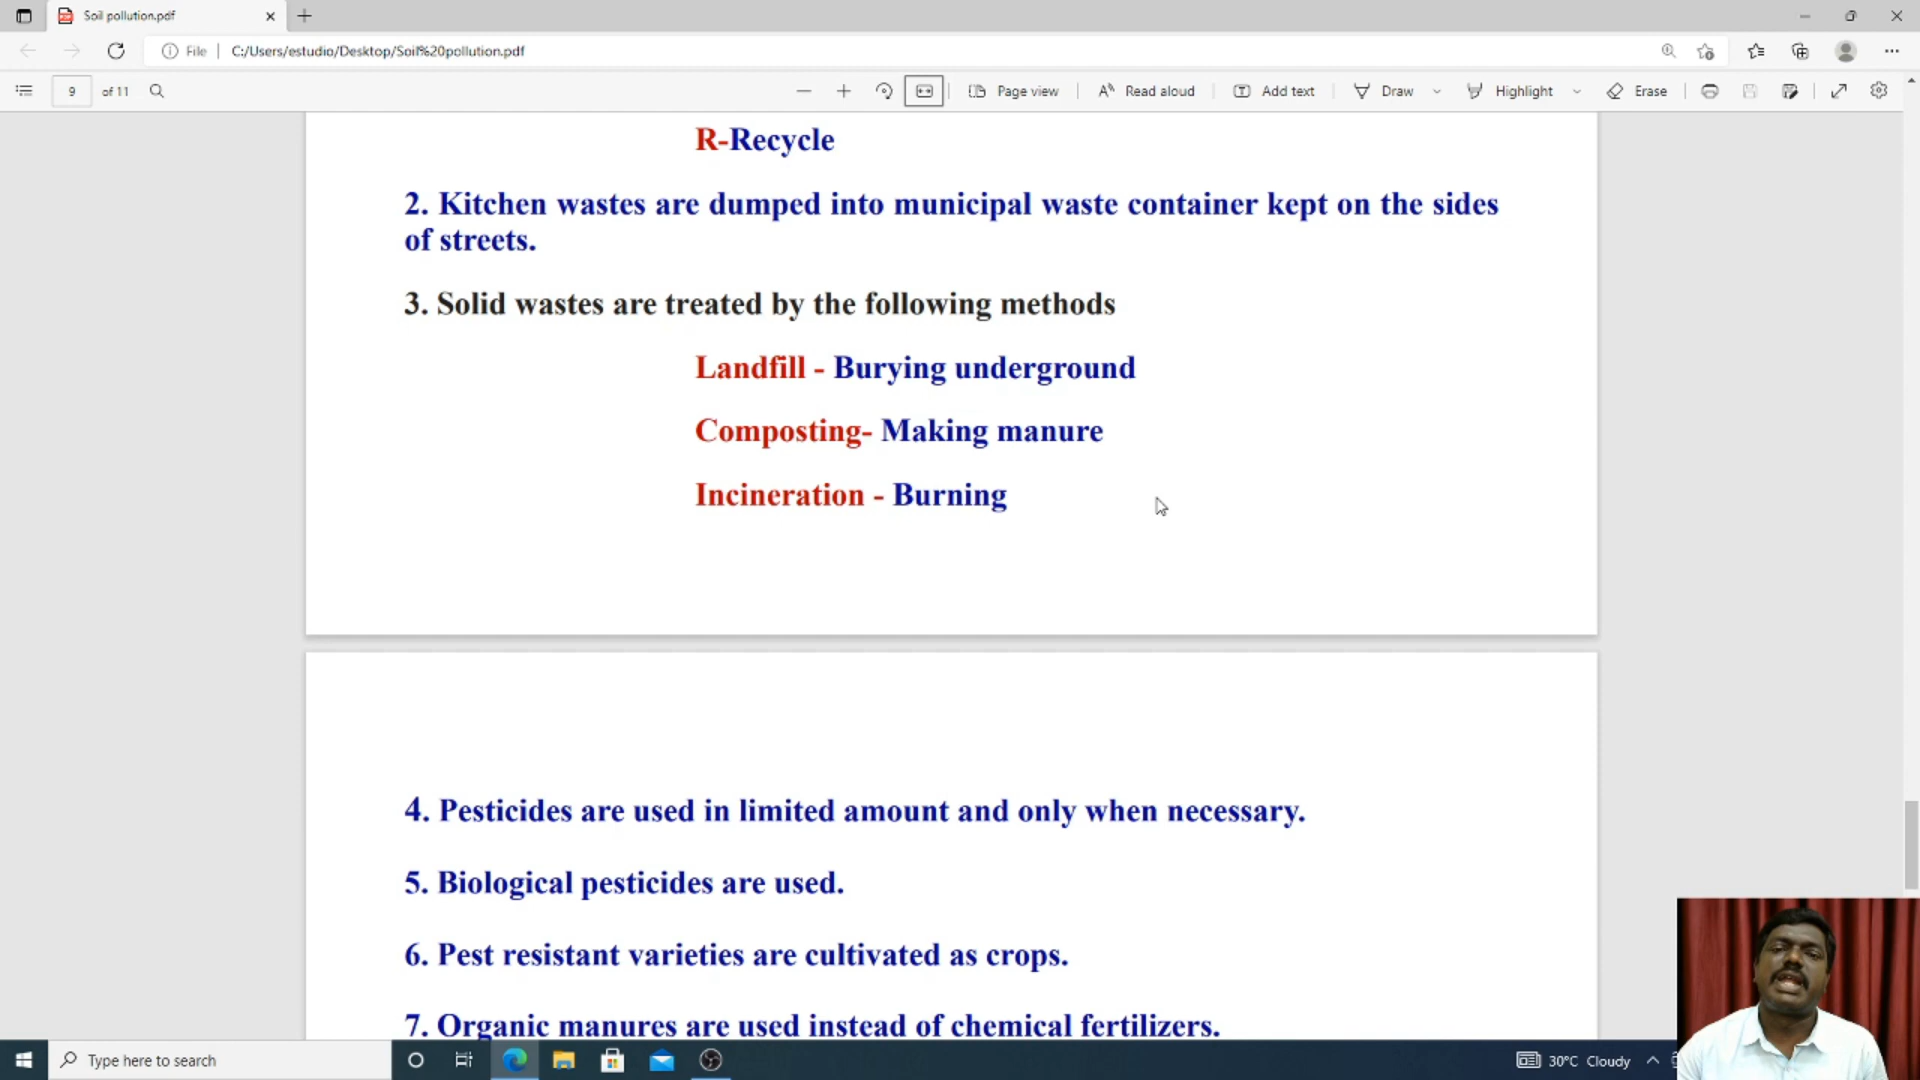 Soil pollution.pdf
File C:/Users/estudio/Desktop/Soil%20pollution.pdf
9 of 11 Page view Read aloud Add text Draw Highlight Erase
R-Recycle
2. Kitchen wastes are dumped into municipal waste container kept on the sides
of streets.
3. Solid wastes are treated by the following methods
Landfill - Burying underground
Composting- Making manure
Incineration - Burning
4. Pesticides are used in limited amount and only when necessary.
5. Biological pesticides are used.
6. Pest resistant varieties are cultivated as crops.
7. Organic manures are used instead of chemical fertilizers.
Type here to search 30°C Cloudy